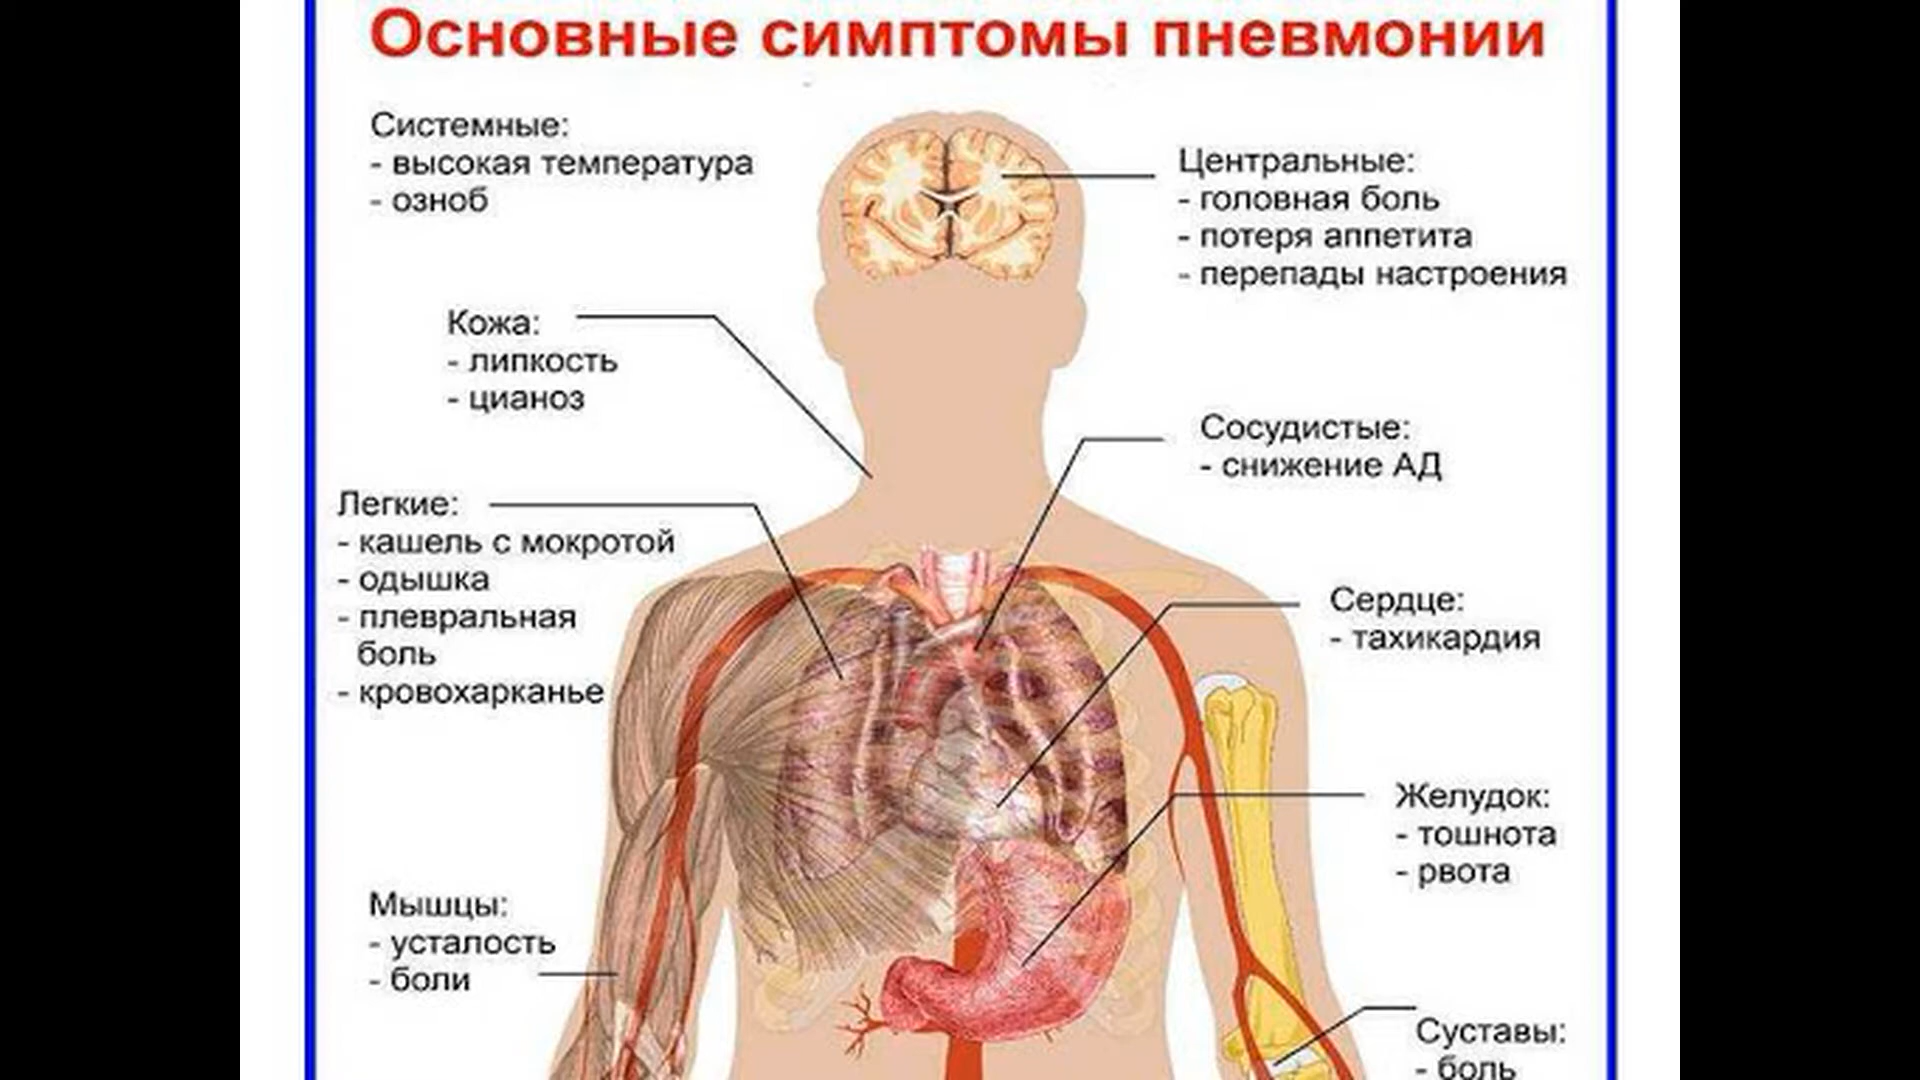 Основные симптомы пневмонии
Системные:
- высокая температура
- озноб
Центральные:
- головная боль
- потеря аппетита
- перепады настроения
Кожа:
- липкость
- цианоз
Сосудистые:
- снижение АД
Легкие:
- кашель с мокротой
- одышка
- плевральная
боль
- кровохарканье
Сердце:
- тахикардия
Желудок:
- тошнота
- рвота
Мышцы:
- усталость
- боли
Суставы:
- боль